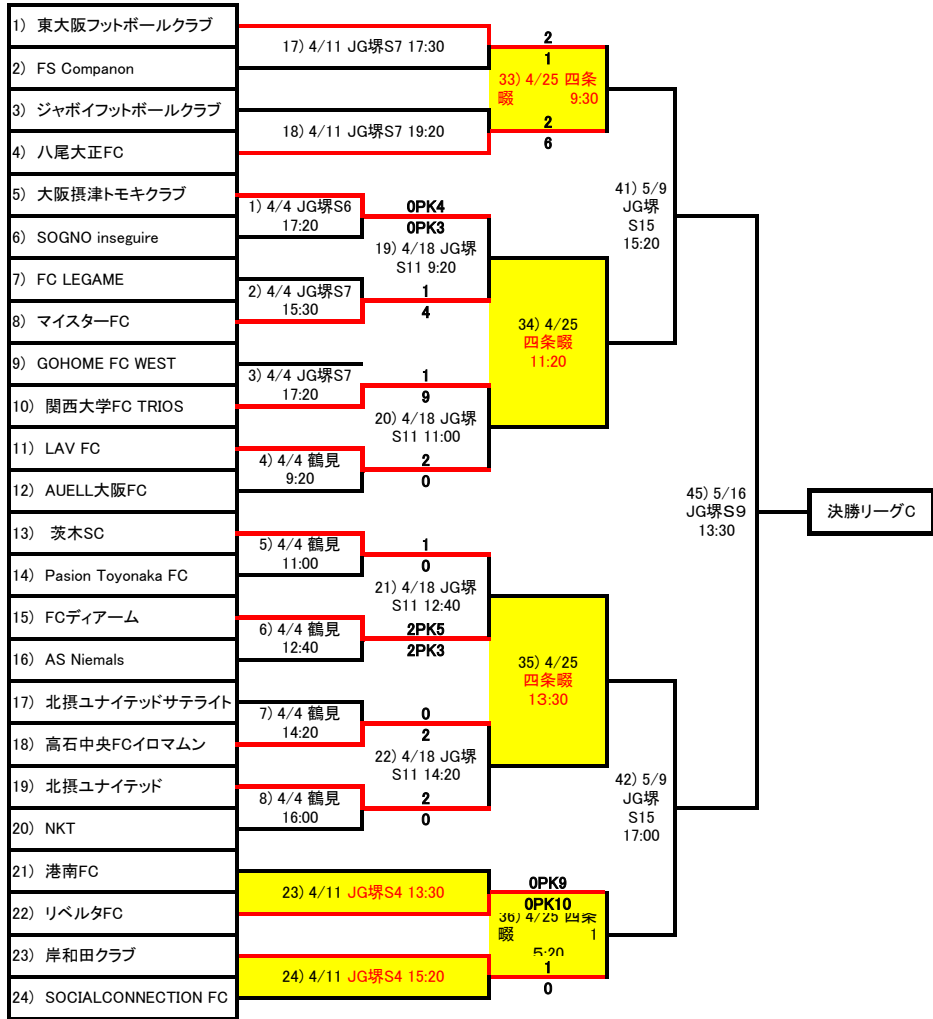 1) 東大阪フットボールクラブ
2) FS Companon
3) ジャボイフットボールクラブ
4) 八尾大正FC
5) 大阪摂津トモキクラブ
6) SOGNO inseguire
7) FC LEGAME
8) マイスターFC
9) GOHOME FC WEST
10) 関西大学FC TRIOS
11) LAV FC
12) AUELL大阪FC
13) 茨木SC
14) Pasion Toyonaka FC
15) FCディアーム
16) AS Niemals
17) 北摂ユナイテッドサテライト
18) 高石中央FCイロマムン
19) 北摂ユナイテッド
20) NKT
21) 港南FC
22) リベルタFC
23) 岸和田クラブ
24) SOCIALCONNECTION FC
17) 4/11 JG堺S7 17:30
18) 4/11 JG堺S7 19:20
1) 4/4 JG堺S6
17:20
2) 4/4 JG堺S7
15:30
3) 4/4 JG堺S7
17:20
4) 4/4 鶴見
9:20
5) 4/4 鶴見
11:00
6) 4/4 鶴見
12:40
7) 4/4 鶴見
14:20
8) 4/4 鶴見
16:00
23) 4/11 JG堺S4 13:30
24) 4/11 JG堺S4 15:20
0PK4
0PK3
19) 4/18 JG堺
S11 9:20
1
4
1
9
20) 4/18 JG堺
S11 11:00
2
0
1
0
21) 4/18 JG堺
S11 12:40
2PK5
2PK3
0
2
22) 4/18 JG堺
S11 14:20
2
0
2
1
33) 4/25 四条
畷 9:30
2
6
34) 4/25
四条畷
11:20
35) 4/25
四条畷
13:30
0PK9
0PK10
36) 4/25 四条
畷 1
5:20
1
0
41) 5/9
JG堺
S15
15:20
42) 5/9
JG堺
S15
17:00
45) 5/16
JG堺S９
13:30
決勝リーグC